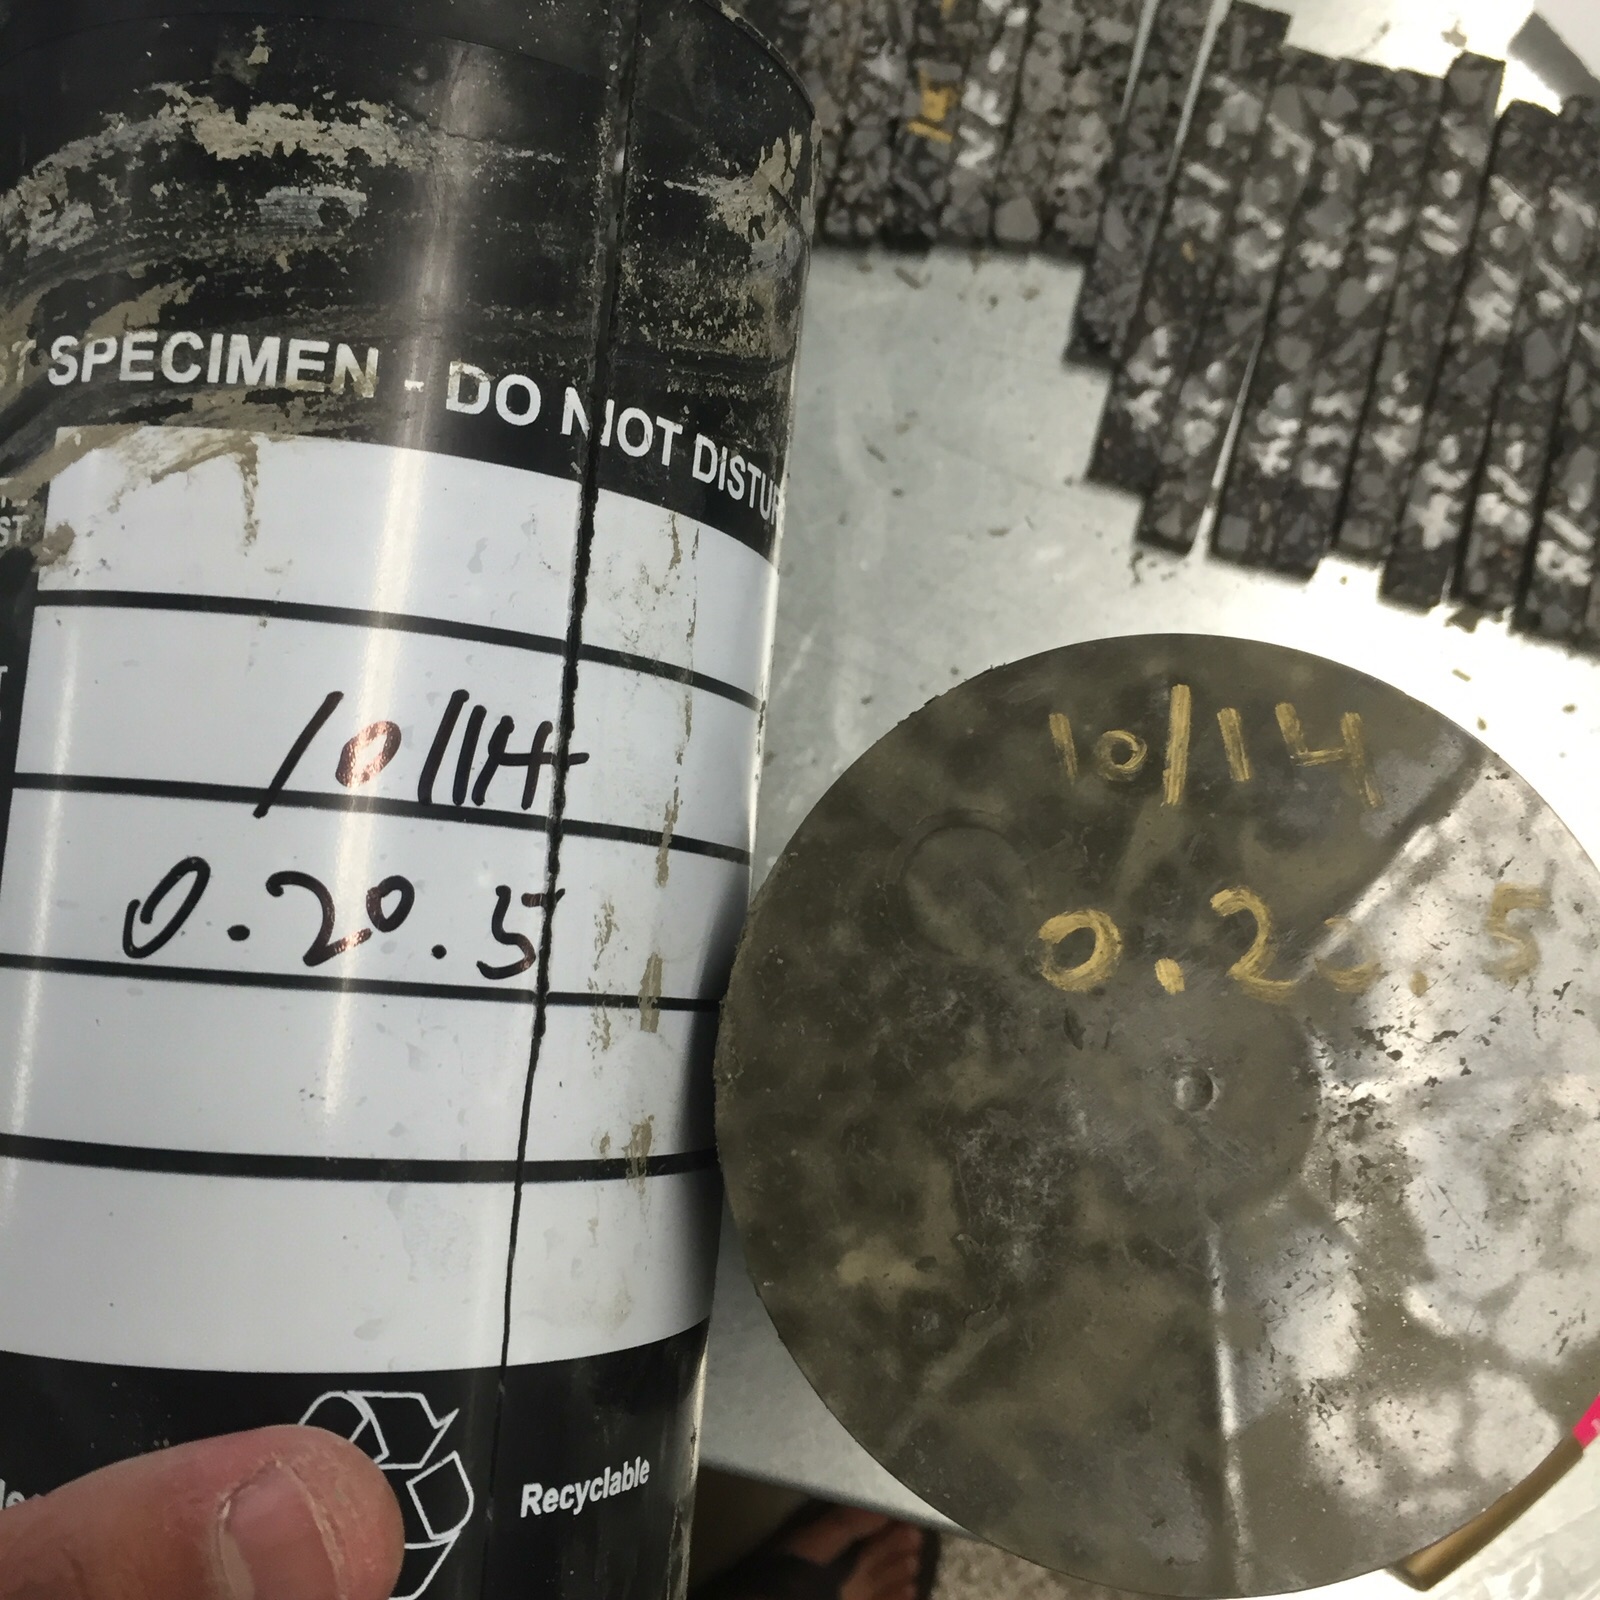 SPECIMEN - DO NOT DISTUR
10/14
0.20.5
Recyclable
10/14
0.20.5